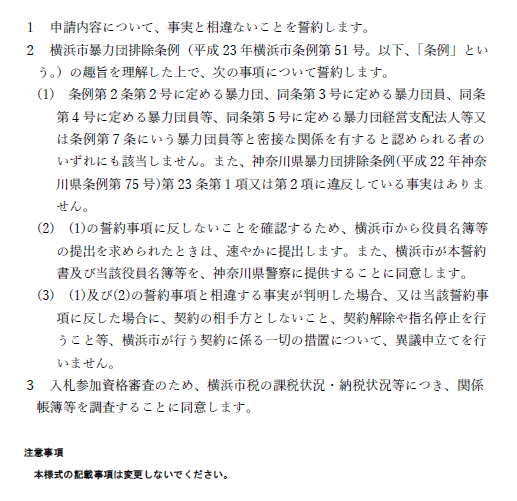 1 申請内容について、事実と相違ないことを誓約します。
2 横浜市暴力団排除条例（平成 23 年横浜市条例第 51 号。以下、「条例」とい
う。）の趣旨を理解した上で、次の事項について誓約します。
(1) 条例第２条第２号に定める暴力団、同条第３号に定める暴力団員、同条
第４号に定める暴力団員等、同条第５号に定める暴力団経営支配法人等又
は条例第７条にいう暴力団員等と密接な関係を有すると認められる者の
いずれにも該当しません。また、神奈川県暴力団排除条例(平成 22 年神奈
川県条例第 75 号)第 23 条第１項又は第２項に違反している事実はありま
せん。
(2) (1)の誓約事項に反しないことを確認するため、横浜市から役員名簿等
の提出を求められたときは、速やかに提出します。また、横浜市が本誓約
書及び当該役員名簿等を、神奈川県警察に提供することに同意します。
(3) (1)及び(2)の誓約事項と相違する事実が判明した場合、又は当該誓約事
項に反した場合に、契約の相手方としないこと、契約解除や指名停止を行
うこと等、横浜市が行う契約に係る一切の措置について、異議申立てを行
いません。
3 入札参加資格審査のため、横浜市税の課税状況・納税状況等につき、関係
帳簿等を調査することに同意します。
注意事項
本様式の記載事項は変更しないでください。